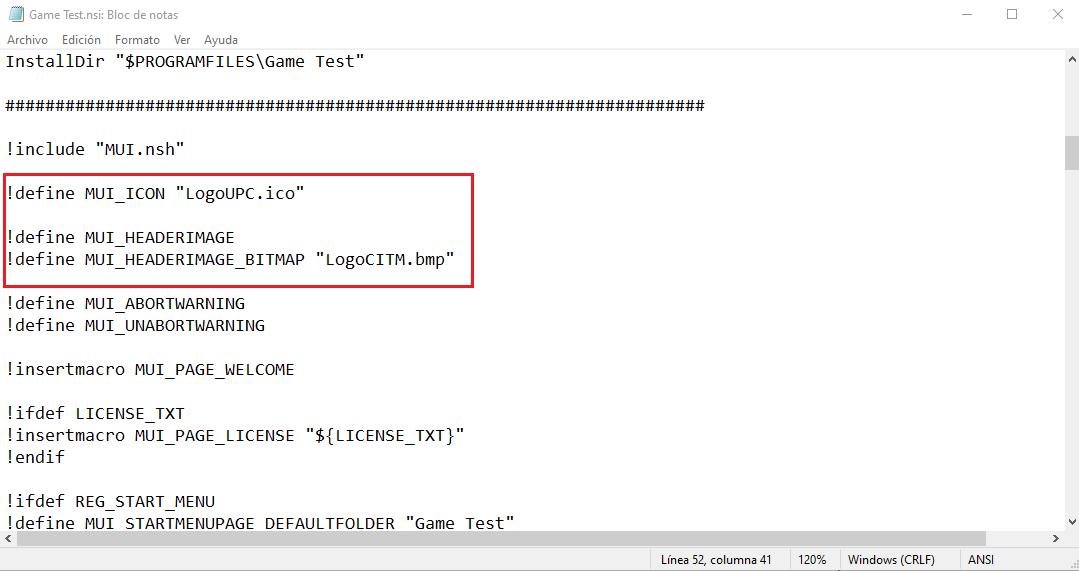 Game Test.nsi: Bloc de notas
Archivo Edición Formato Ver Ayuda
InstallDir "$PROGRAMFILES\Game Test"
######################################################################
!include "MUI.nsh"
!define MUI_ICON "LogoUPC.ico"
!define MUI_HEADERIMAGE
!define MUI_HEADERIMAGE_BITMAP "LogoCITM.bmp"
!define MUI_ABORTWARNING
!define MUI_UNABORTWARNING
!insertmacro MUI_PAGE_WELCOME
!ifdef LICENSE_TXT
!insertmacro MUI_PAGE_LICENSE "${LICENSE_TXT}"
!endif
!ifdef REG_START_MENU
!define MUI_STARTMENUPAGE_DEFAULTFOLDER "Game Test"
Línea 52, columna 41 120% Windows (CRLF) ANSI